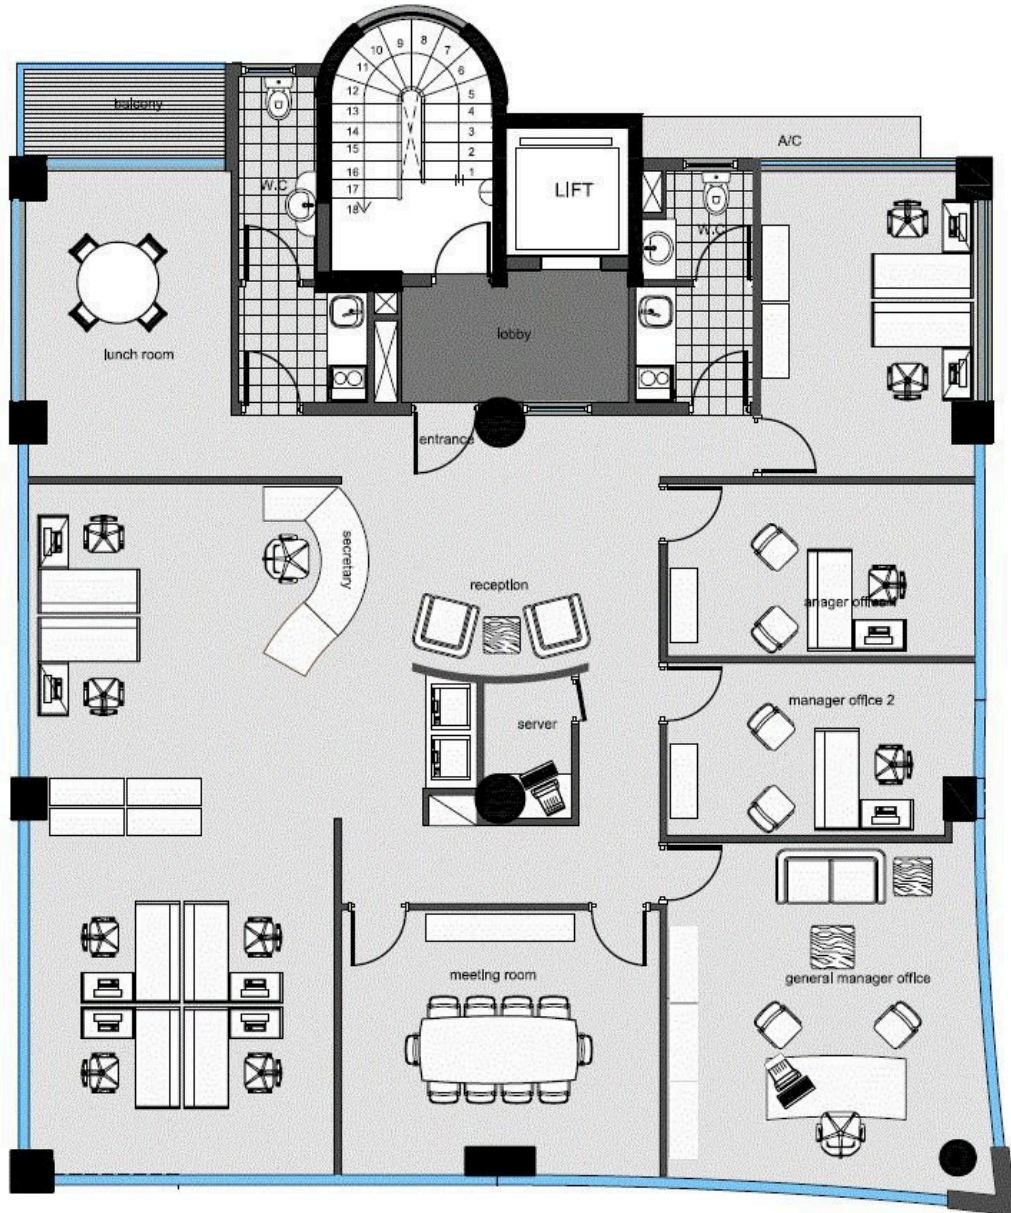 balcony
10
9
8
7
11
6
12
5
13
4
14
3
15
2
16
1
17
18
A/C
W.C
LIFT
W.C
lobby
lunch room
entrance
secretary
reception
anager office
manager office 2
server
meeting room
general manager office